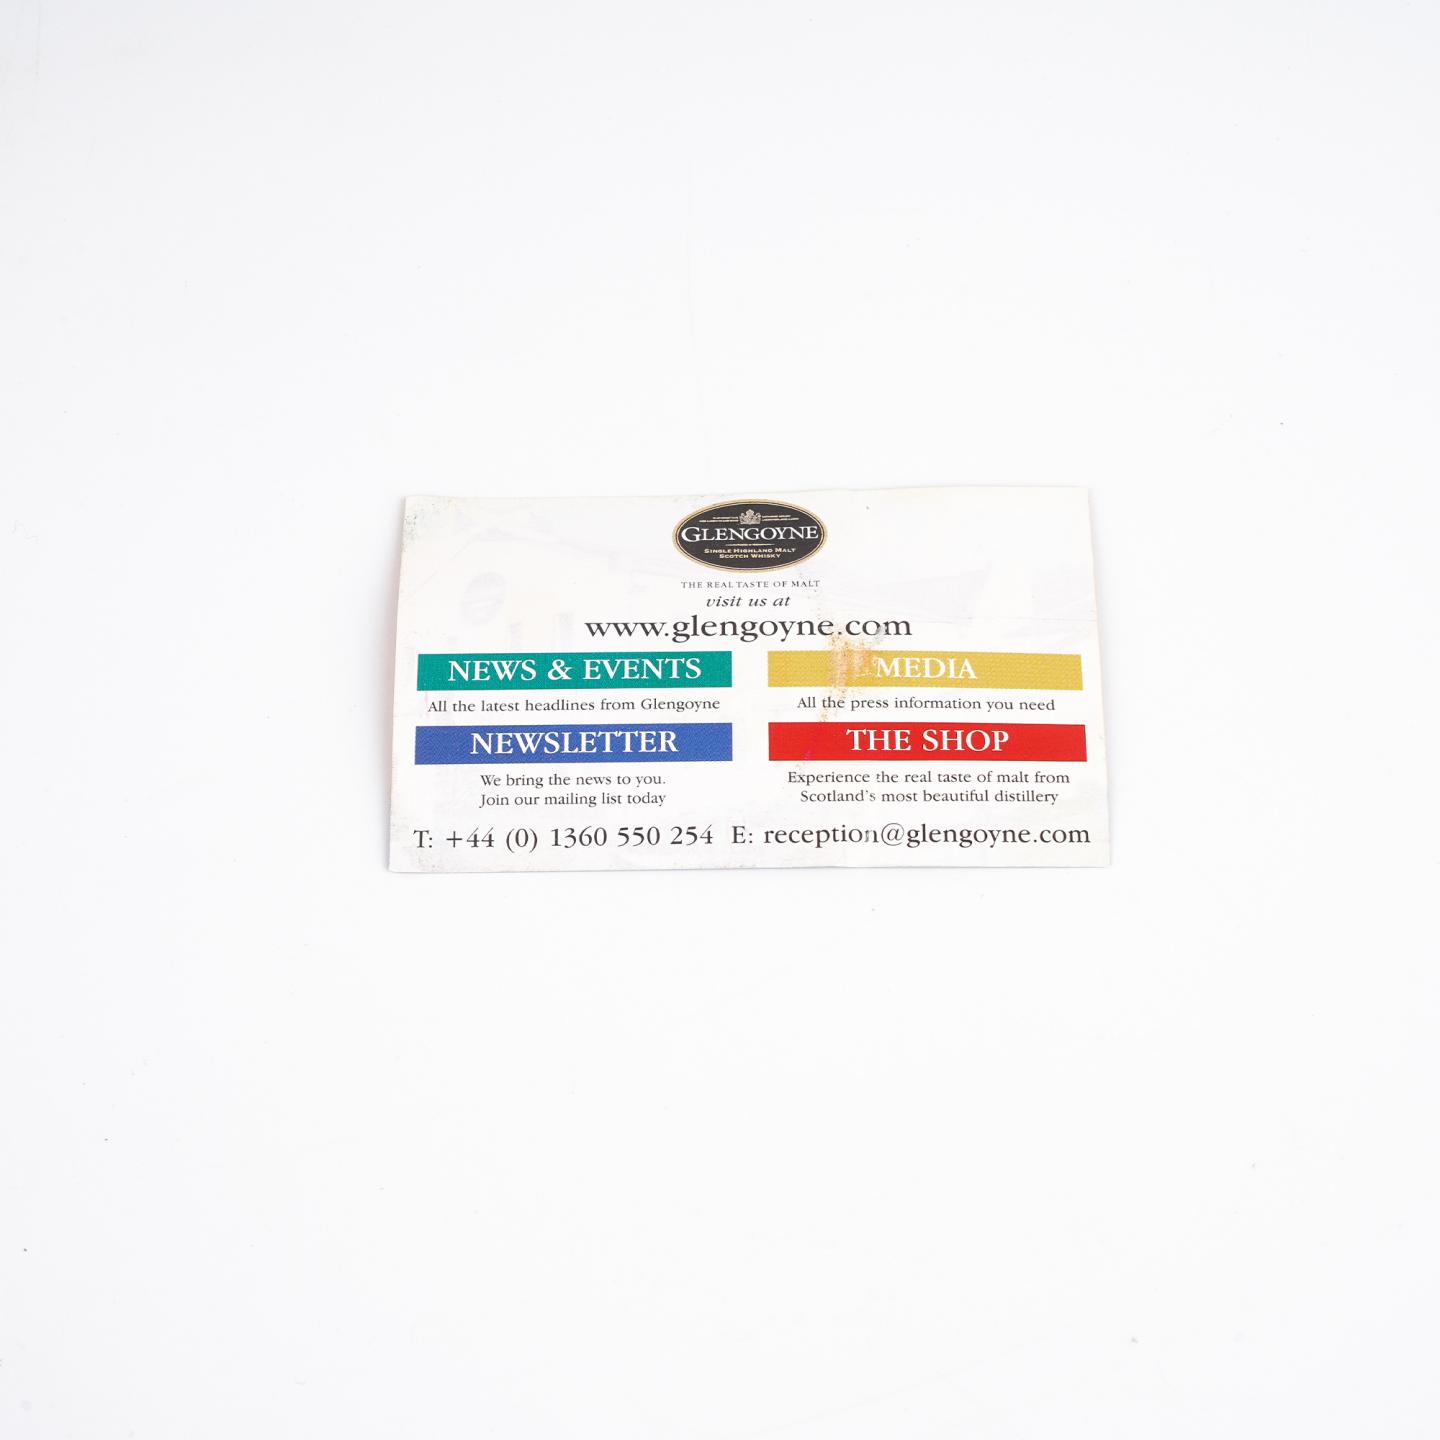 GLENGOYNE
SINGLE HIGHLAND MALT
SCOTCH WHISKY
THE REAL TASTE OF MALT
visit us at
www.glengoyne.com
NEWS & EVENTS
All the latest headlines from Glengoyne
MEDIA
All the press information you need
NEWSLETTER
We bring the news to you.
Join our mailing list today
THE SHOP
Experience the real taste of malt from
Scotland's most beautiful distillery
T: +44 (0) 1360 550 254 E: reception@glengoyne.com